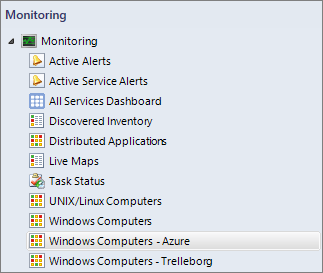 Monitoring
Monitoring
Active Alerts
Active Service Alerts
All Services Dashboard
Discovered Inventory
Distributed Applications
Live Maps
Task Status
UNIX/Linux Computers
Windows Computers
Windows Computers - Azure
Windows Computers - Trelleborg